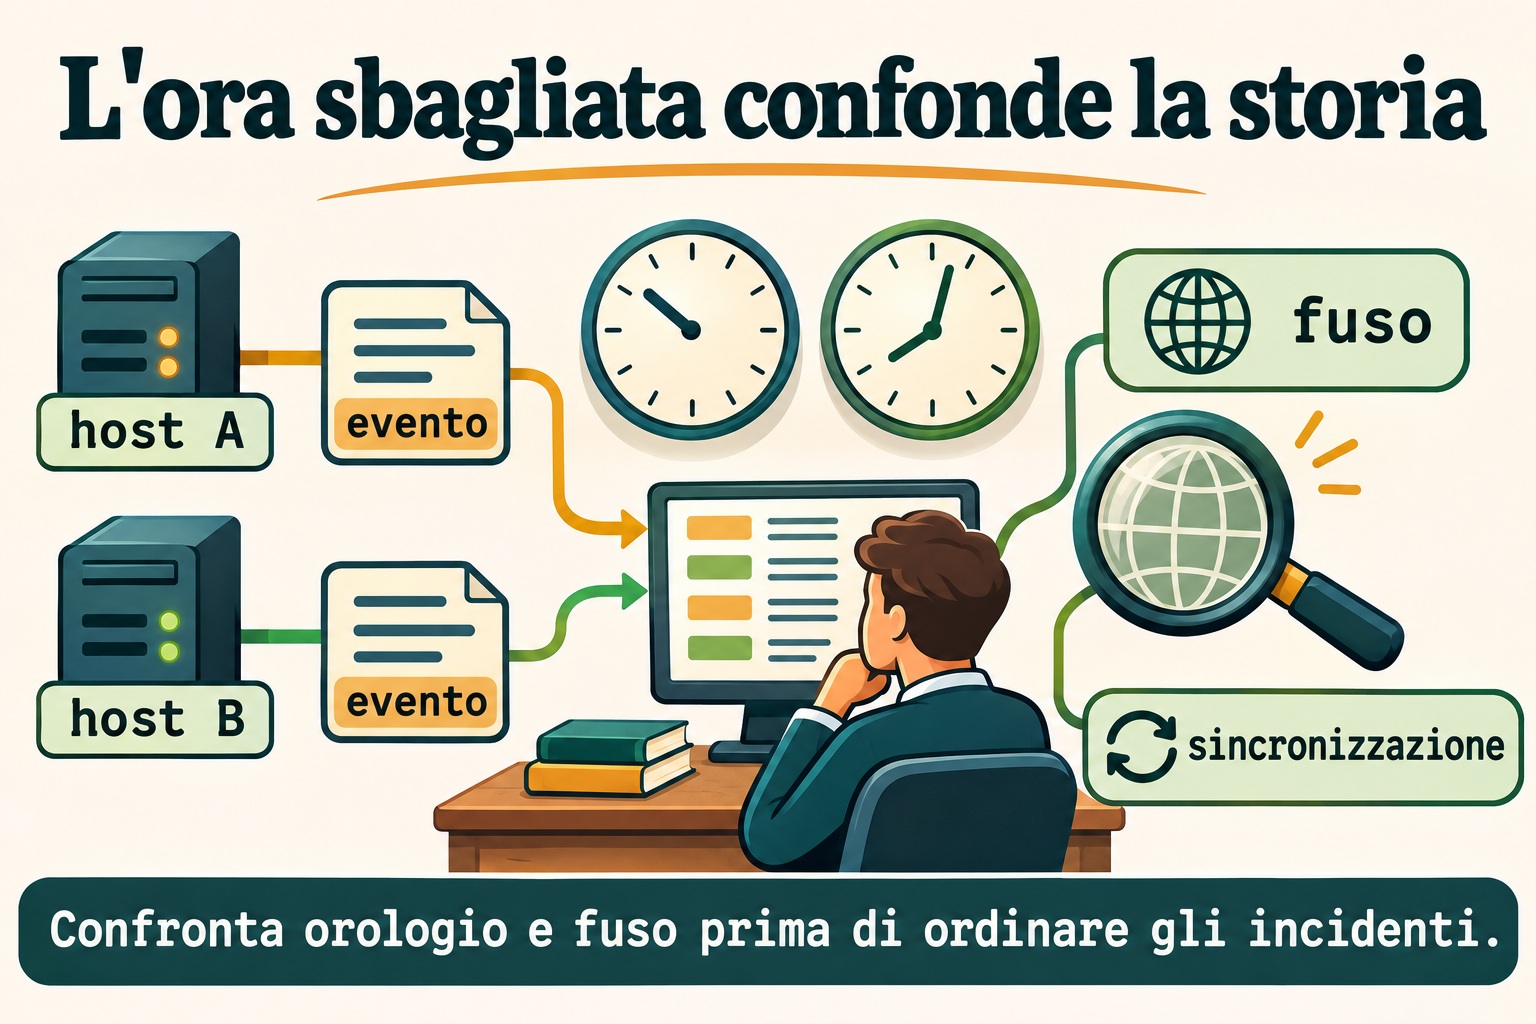 L'ora sbagliata confonde la storia
host A
evento
fuso
host B
evento
sincronizzazione
Confronta orologio e fuso prima di ordinare gli incidenti.